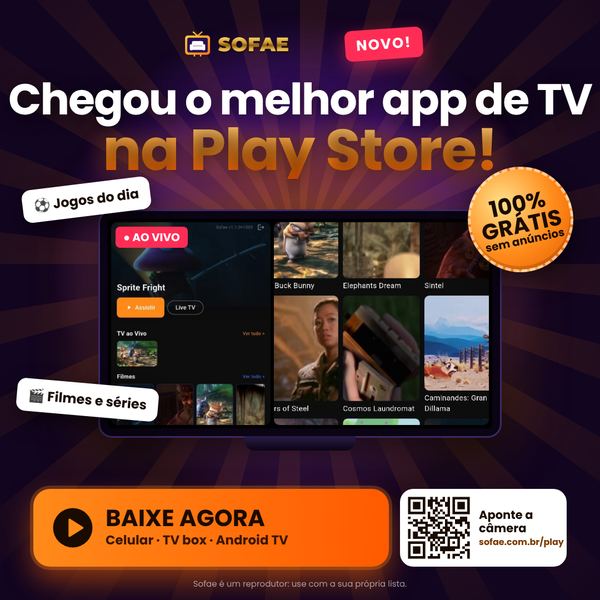 SOFAE
NOVO!
Chegou o melhor app de TV
na Play Store!
⚽ Jogos do dia
100%
GRÁTIS
sem anúncios
AO VIVO
Sprite Fright
Assistir
Live TV
TV ao Vivo
Ver tudo
Filmes
Ver tudo
Buck Bunny
Elephants Dream
Sintel
rs of Steel
Cosmos Laundromat
Caminandes: Gran
Dillama
🎬 Filmes e séries
BAIXE AGORA
Celular · TV box · Android TV
Aponte a
câmera
sofae.com.br/play
Sofae é um reprodutor: use com a sua própria lista.